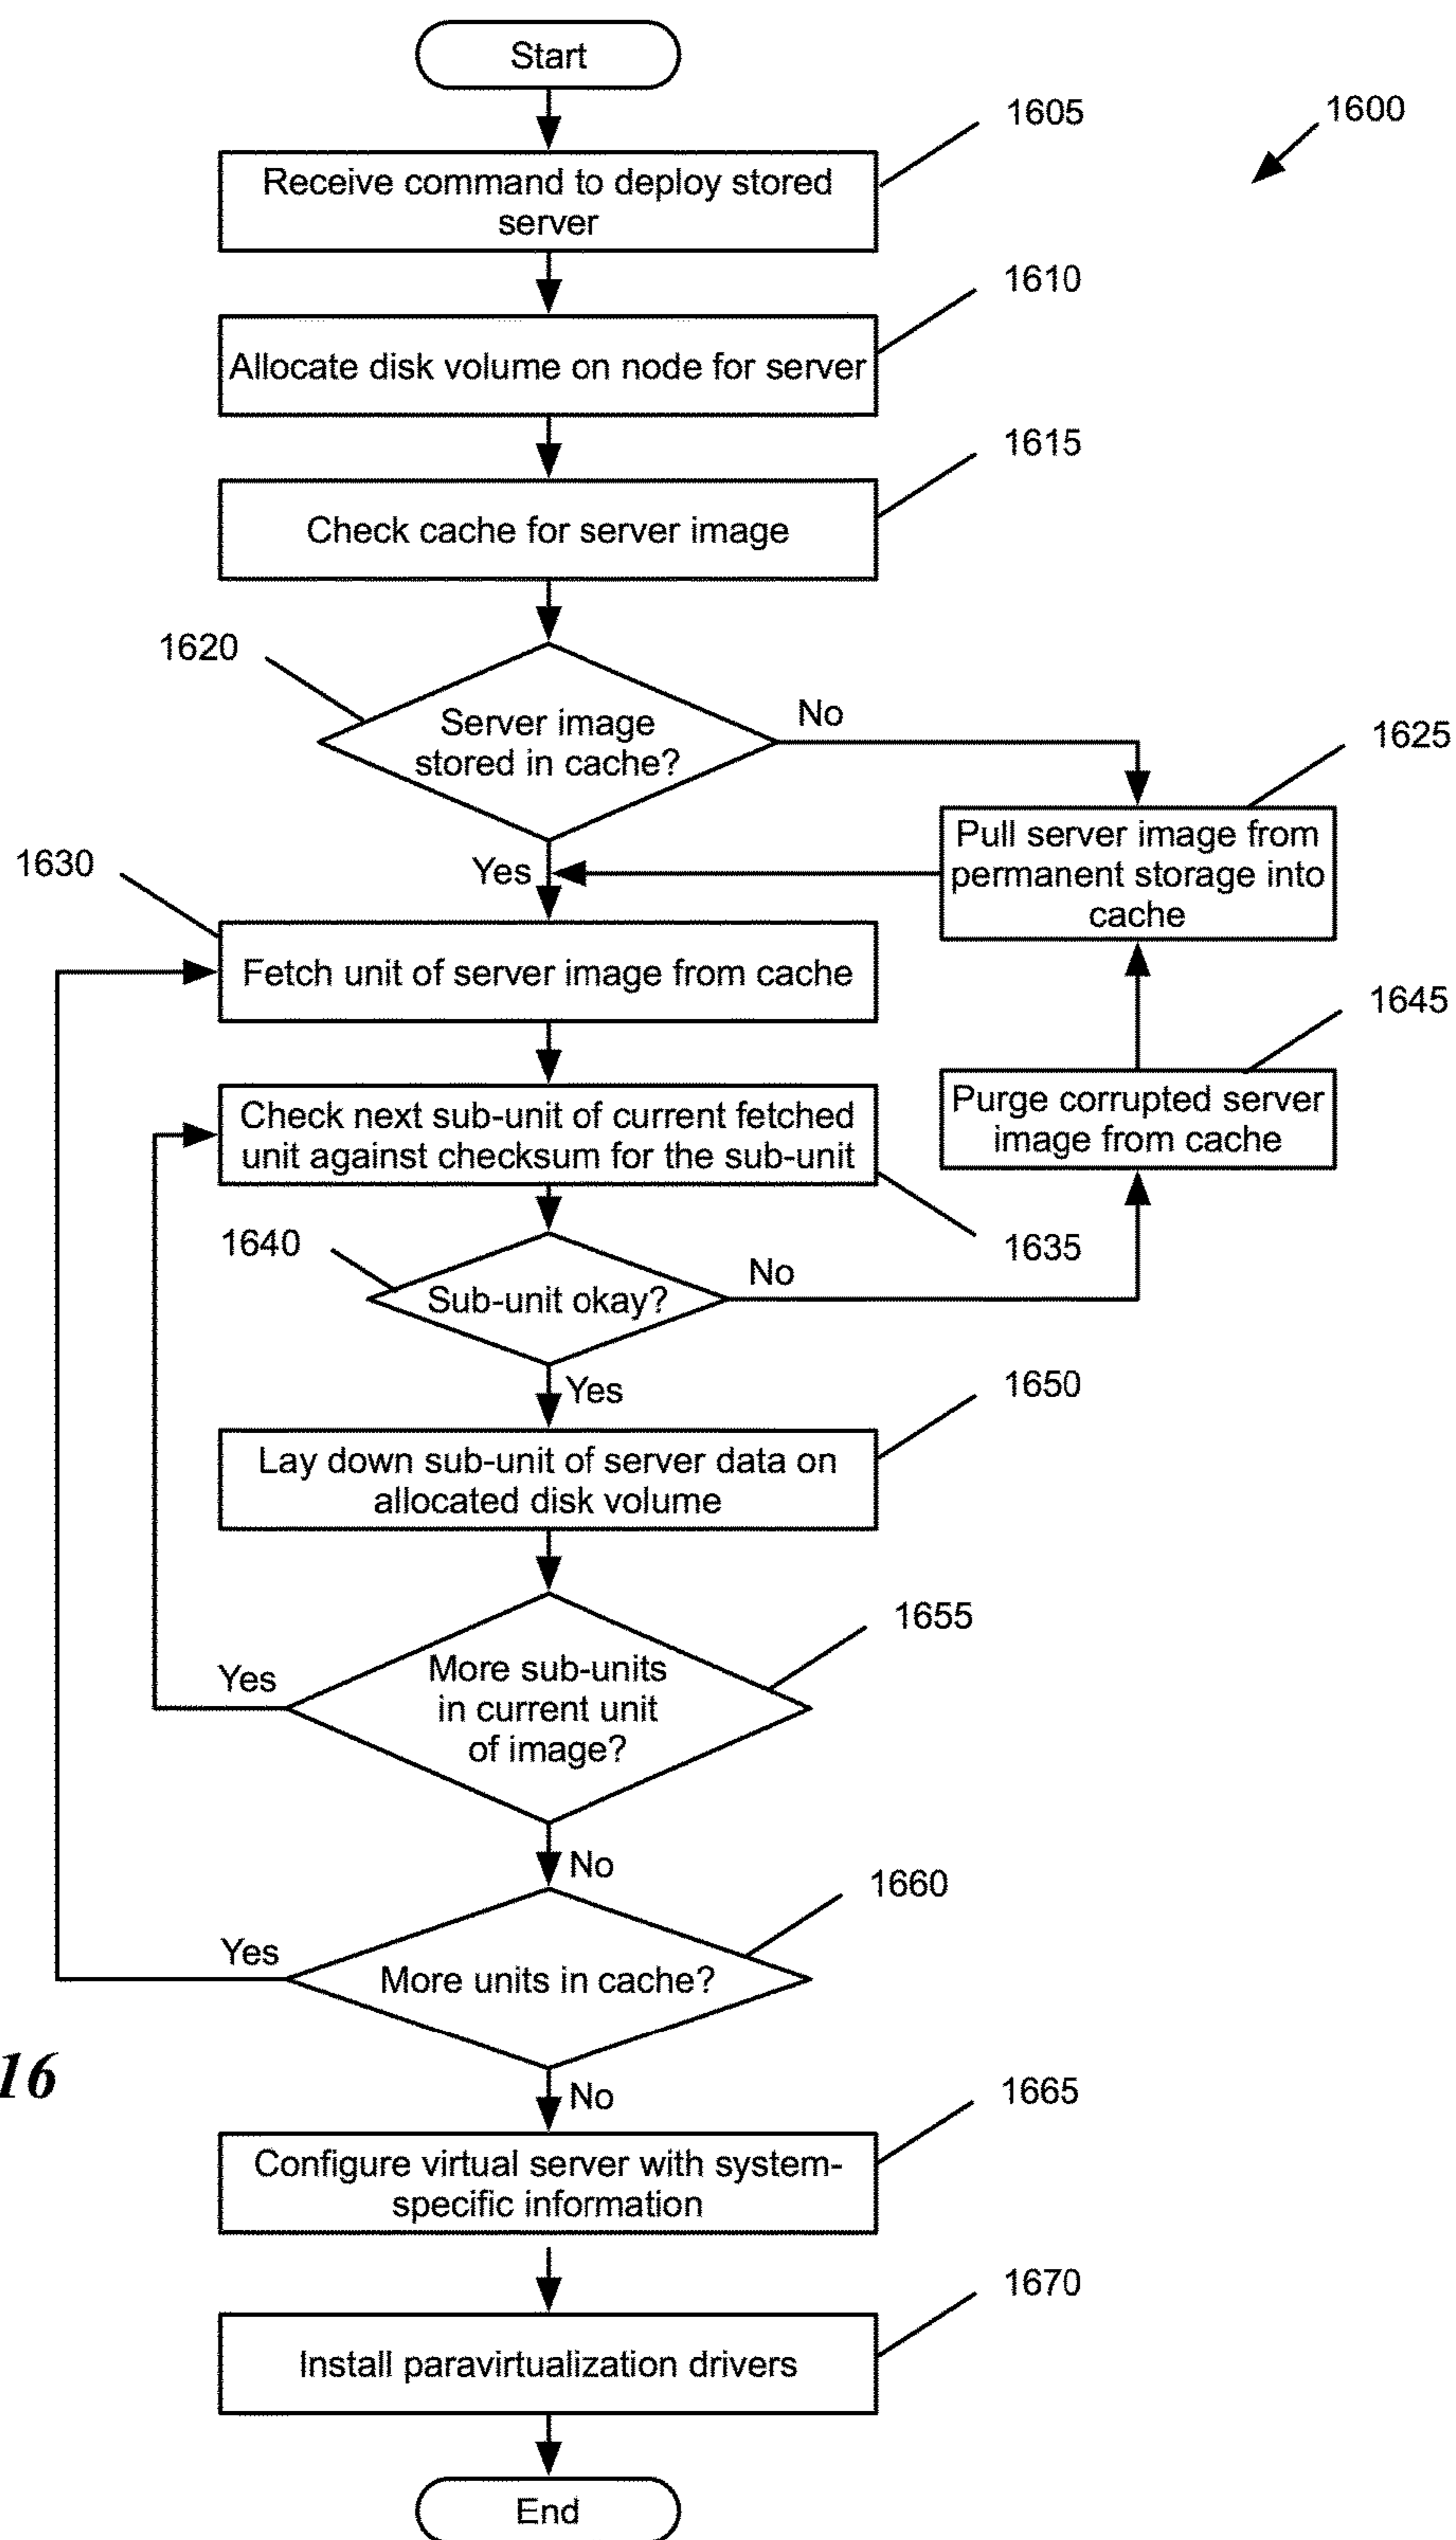 Start
1605
1600
Receive command to deploy stored
server
1610
Allocate disk volume on node for server
1615
Check cache for server image
1620
Server image
stored in cache?
No
1625
Pull server image from
permanent storage into
cache
Yes
1630
Fetch unit of server image from cache
1645
Purge corrupted server
image from cache
Check next sub-unit of current fetched
unit against checksum for the sub-unit
1635
1640
Sub-unit okay?
No
Yes
1650
Lay down sub-unit of server data on
allocated disk volume
1655
More sub-units
in current unit
of image?
Yes
No
1660
More units in cache?
Yes
No
16
1665
Configure virtual server with system-
specific information
1670
Install paravirtualization drivers
End